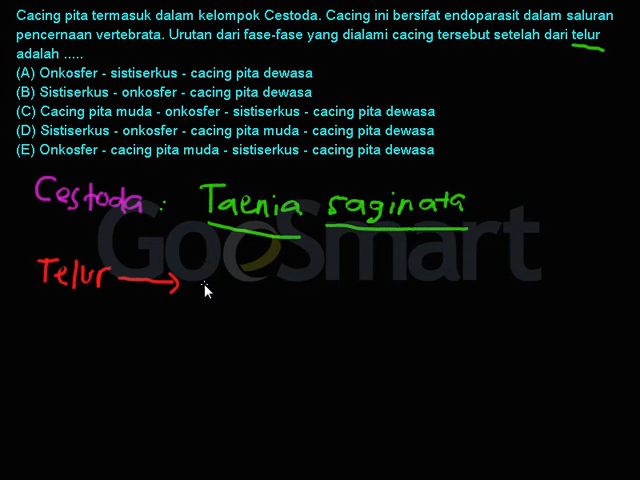 Cacing pita termasuk dalam kelompok Cestoda. Cacing ini bersifat endoparasit dalam saluran
pencernaan vertebrata. Urutan dari fase-fase yang dialami cacing tersebut setelah dari telur
adalah .....
(A) Onkosfer - sistiserkus - cacing pita dewasa
(B) Sistiserkus - onkosfer - cacing pita dewasa
(C) Cacing pita muda - onkosfer - sistiserkus - cacing pita dewasa
(D) Sistiserkus - onkosfer - cacing pita muda - cacing pita dewasa
(E) Onkosfer - cacing pita muda - sistiserkus - cacing pita dewasa
Cestoda : Taenia saginata
GoeSmart
Telur →